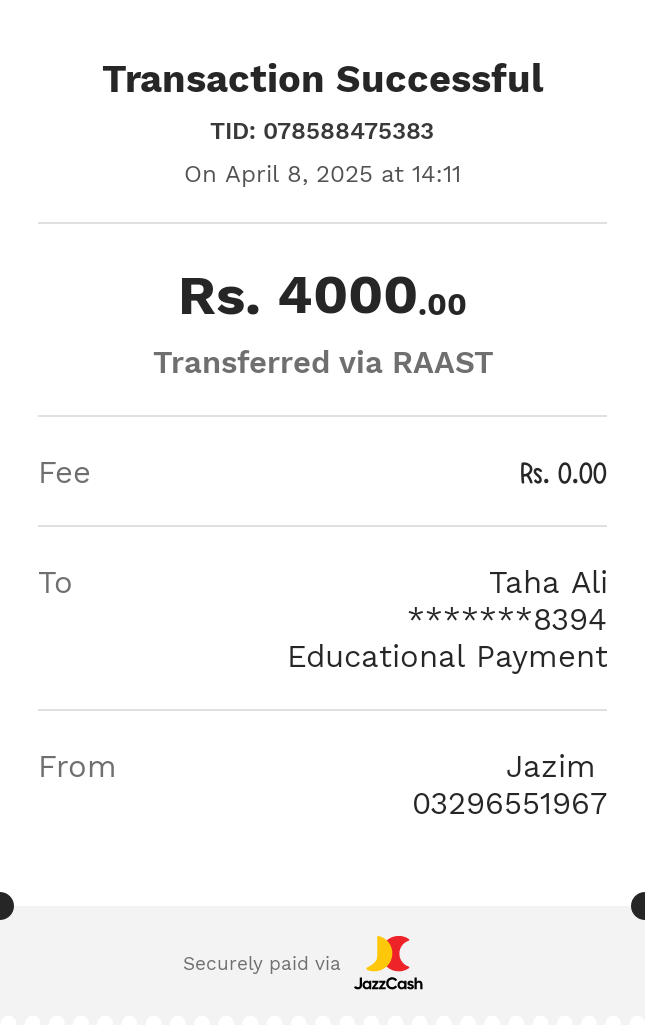 Transaction Successful
TID: 078588475383
On April 8, 2025 at 14:11
Rs. 4000.00
Transferred via RAAST
Fee Rs. 0.00
To Taha Ali
*******8394
Educational Payment
From Jazim
03296551967
Securely paid via JazzCash